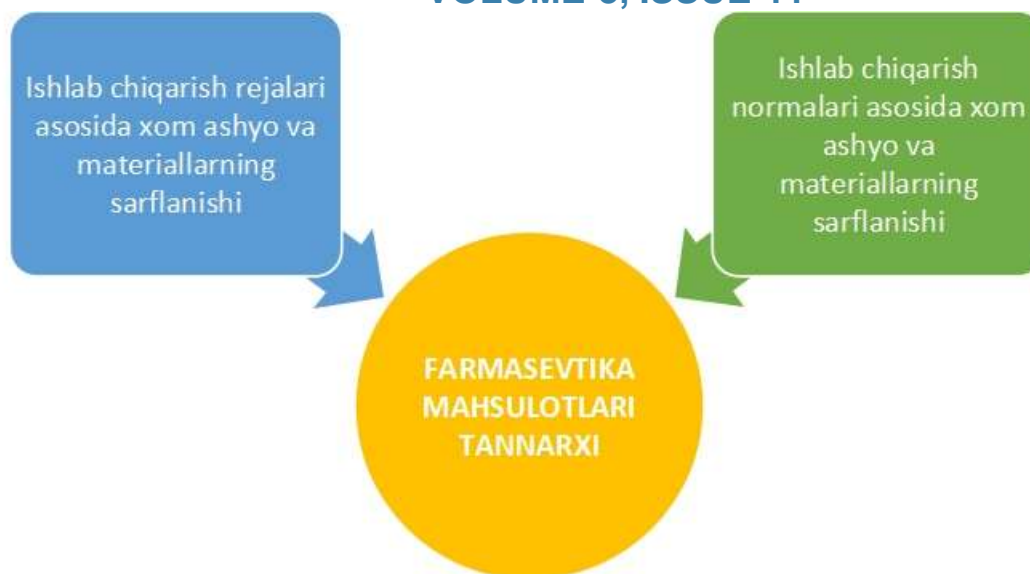 Ishlab chiqarish rejalari
asosida xom ashyo va
materiallarning
sarflanishi
Ishlab chiqarish
normalari asosida xom
ashyo va
materiallarning
sarflanishi
FARMASEVTIKA
MAHSULOTLARI
TANNARXI